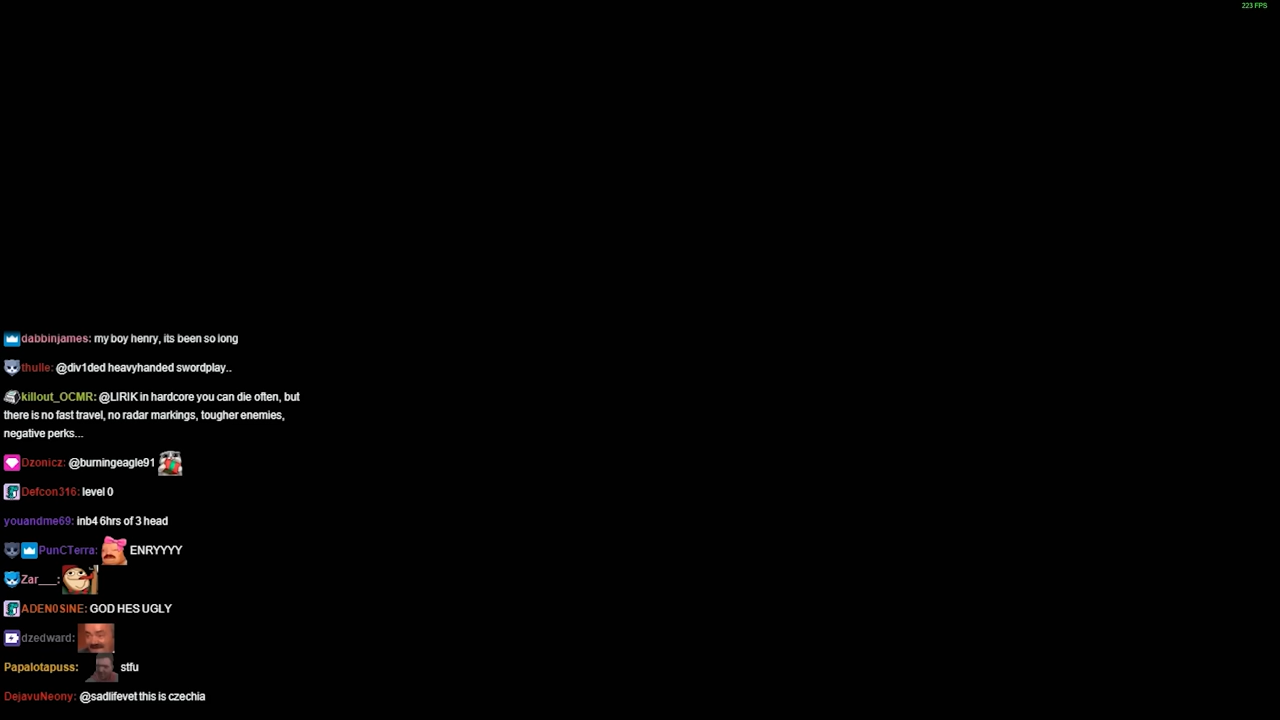 223 FPS
dabbinjames: my boy henry, its been so long
thulle: @div1ded heavyhanded swordplay..
killout_OCMR: @LIRIK in hardcore you can die often, but
there is no fast travel, no radar markings, tougher enemies,
negative perks...
Dzonicz: @burningeagle91
Defcon316: level 0
youandme69: inb4 6hrs of 3 head
PunCTerra: ENRYYYY
Zar___:
ADEN0SINE: GOD HES UGLY
dzedward:
Papalotapuss: stfu
DejavuNeony: @sadlifevet this is czechia